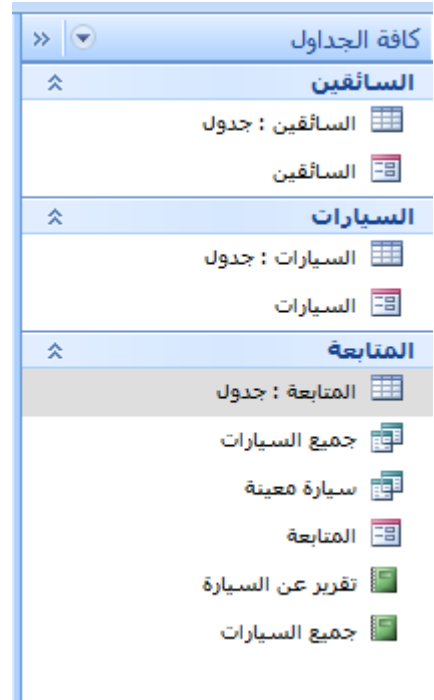 كافة الجداول
السائقين
السائقين : جدول
السائقين
السيارات
السيارات : جدول
السيارات
المتابعة
المتابعة : جدول
جميع السيارات
سيارة معينة
المتابعة
تقرير عن السيارة
جميع السيارات